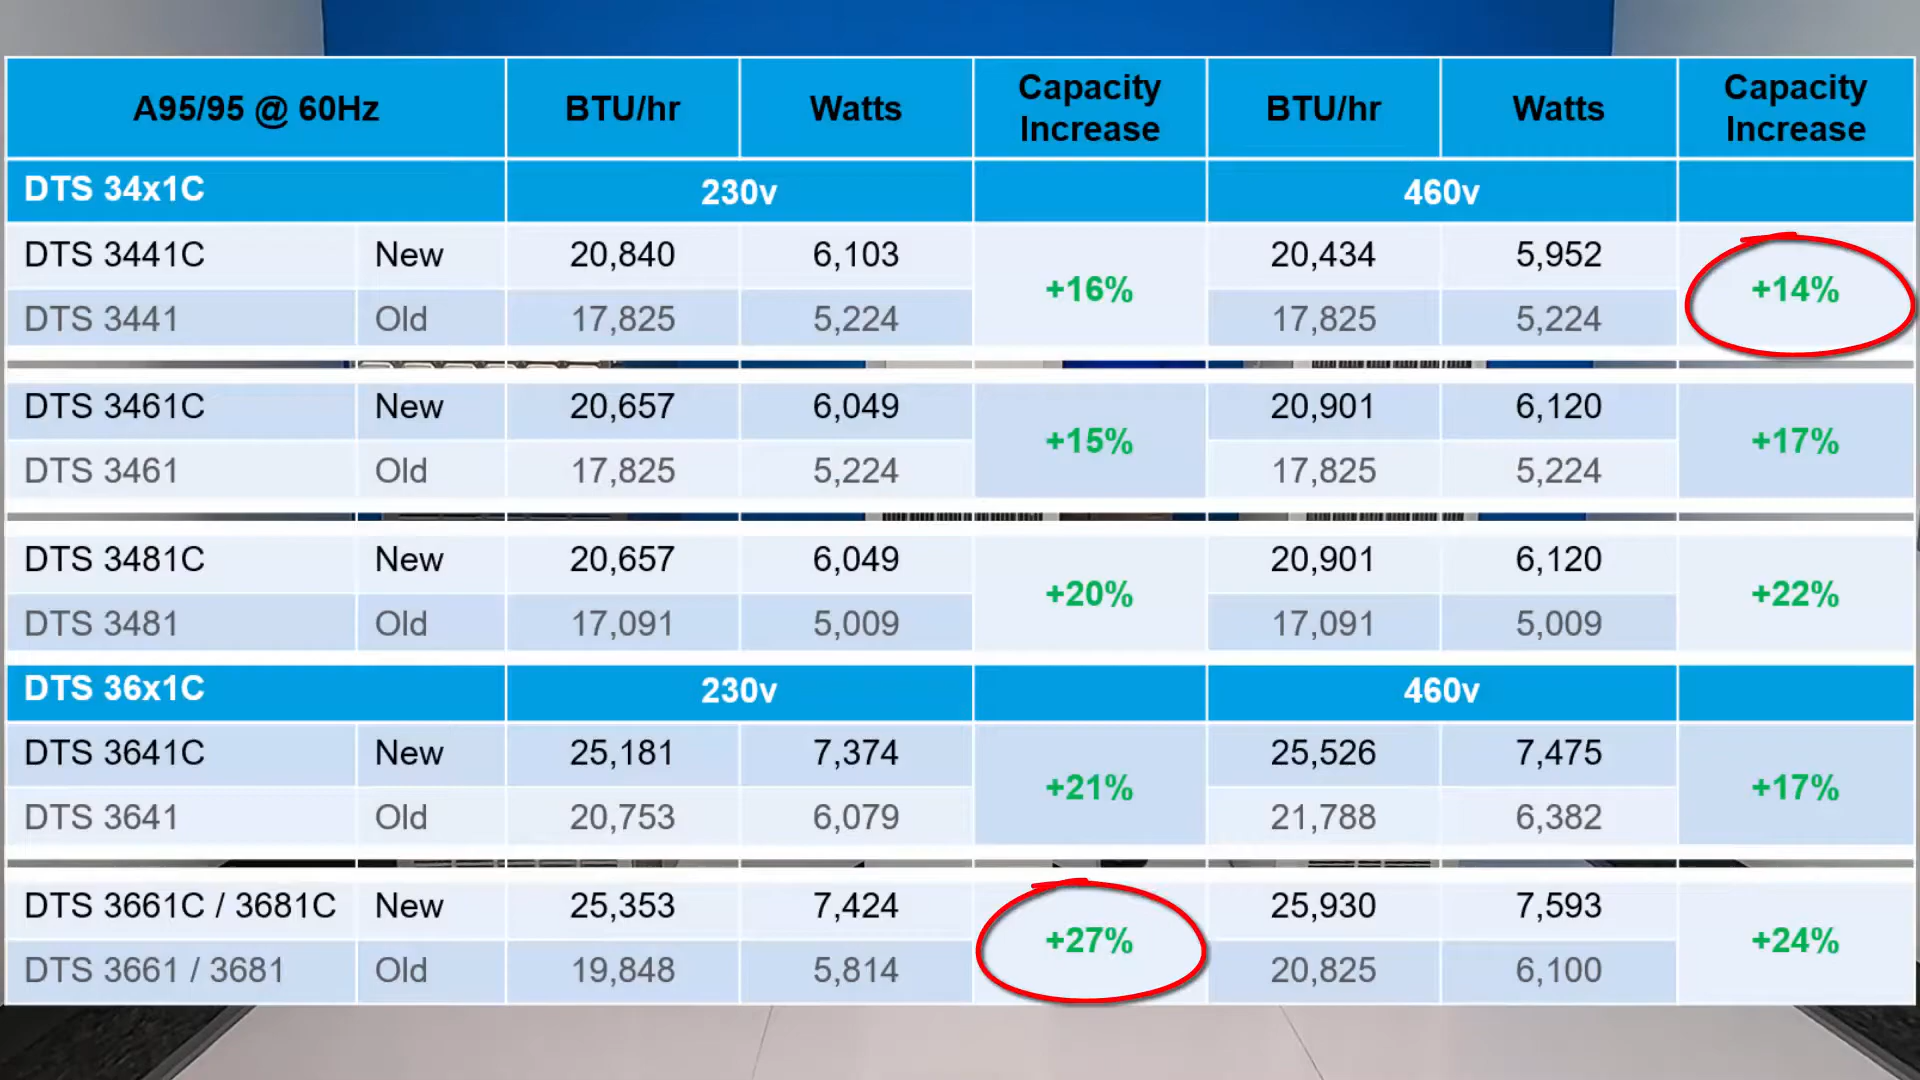 A95/95 @ 60Hz BTU/hr Watts Capacity Increase BTU/hr Watts Capacity Increase
DTS 34x1C 230v 460v
DTS 3441C New 20,840 6,103 +16% 20,434 5,952 +14%
DTS 3441 Old 17,825 5,224 17,825 5,224
DTS 3461C New 20,657 6,049 +15% 20,901 6,120 +17%
DTS 3461 Old 17,825 5,224 17,825 5,224
DTS 3481C New 20,657 6,049 +20% 20,901 6,120 +22%
DTS 3481 Old 17,091 5,009 17,091 5,009
DTS 36x1C 230v 460v
DTS 3641C New 25,181 7,374 +21% 25,526 7,475 +17%
DTS 3641 Old 20,753 6,079 21,788 6,382
DTS 3661C / 3681C New 25,353 7,424 +27% 25,930 7,593 +24%
DTS 3661 / 3681 Old 19,848 5,814 20,825 6,100